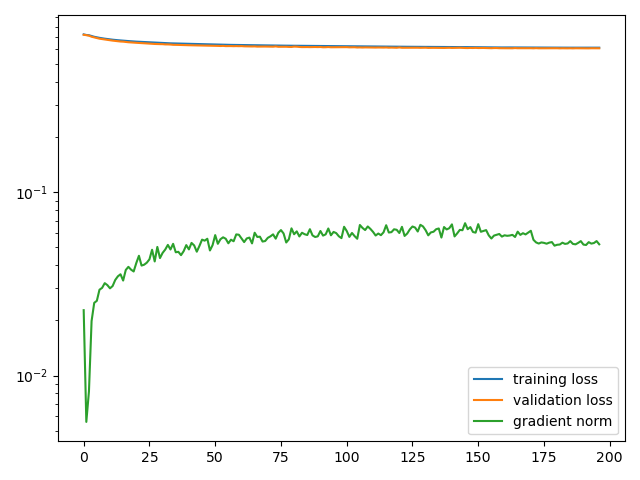 10⁻¹
10⁻²
0 25 50 75 100 125 150 175 200
training loss
validation loss
gradient norm